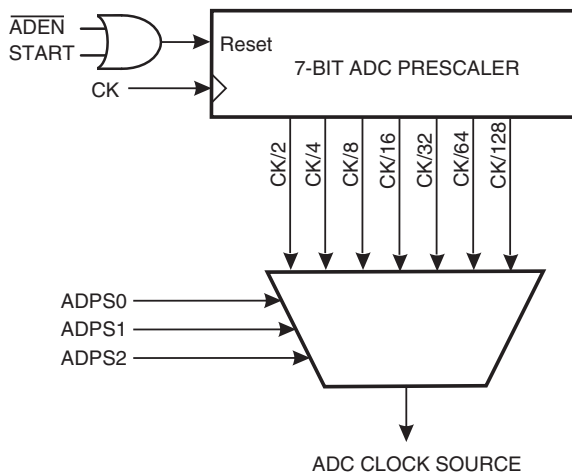 ADEN
START
Reset
7-BIT ADC PRESCALER
CK
CK/2
CK/4
CK/8
CK/16
CK/32
CK/64
CK/128
ADPS0
ADPS1
ADPS2
ADC CLOCK SOURCE